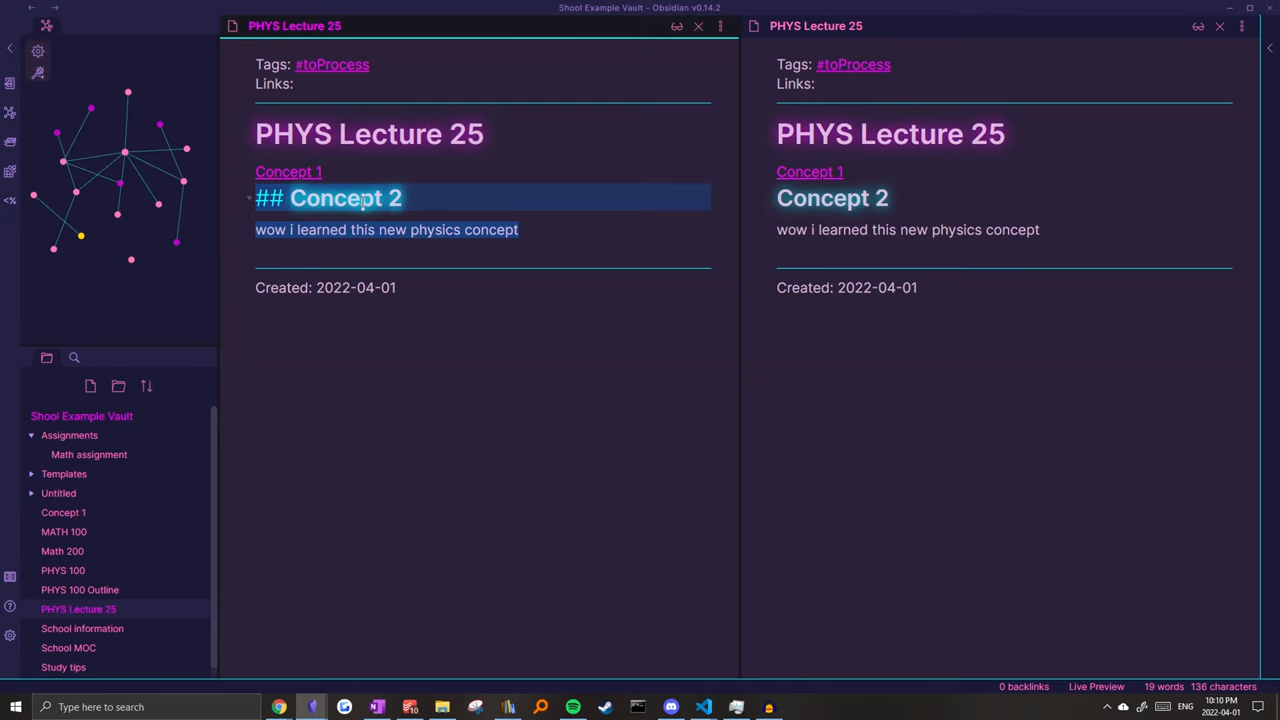 Shool Example Vault - Obsidian v0.14.2
PHYS Lecture 25
Tags: #toProcess
Links:
PHYS Lecture 25
Concept 1
## Concept 2
wow i learned this new physics concept
Created: 2022-04-01
PHYS Lecture 25
Tags: #toProcess
Links:
PHYS Lecture 25
Concept 1
Concept 2
wow i learned this new physics concept
Created: 2022-04-01
Shool Example Vault
Assignments
Math assignment
Templates
Untitled
Concept 1
MATH 100
Math 200
PHYS 100
PHYS 100 Outline
PHYS Lecture 25
School information
School MOC
Study tips
0 backlinks
Live Preview
19 words
136 characters
Type here to search
10
ENG
10:10 PM
2022-04-01